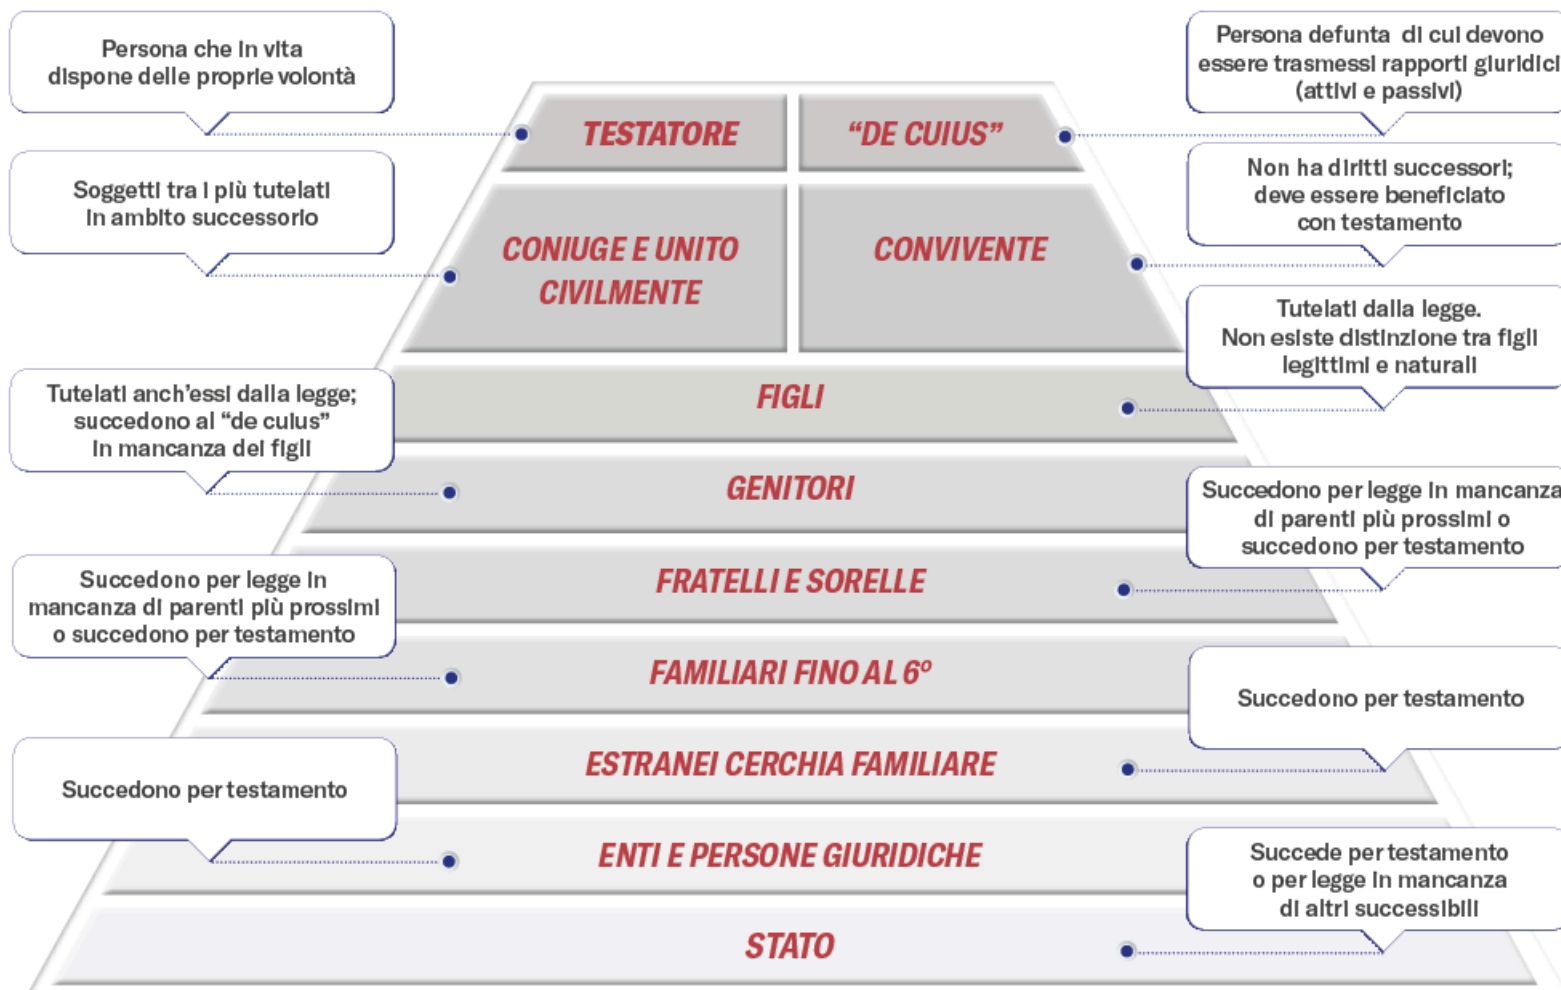 Persona che in vita
dispone delle proprie volontà
Persona defunta di cui devono
essere trasmessi rapporti giuridici
(attivi e passivi)
TESTATORE
“DE CUIUS”
Soggetti tra i più tutelati
in ambito successorio
Non ha diritti successori;
deve essere beneficiato
con testamento
CONIUGE E UNITO
CIVILMENTE
CONVIVENTE
Tutelati dalla legge.
Non esiste distinzione tra figli
legittimi e naturali
FIGLI
Tutelati anch’essi dalla legge;
succedono al “de cuius”
in mancanza dei figli
GENITORI
Succedono per legge in mancanza
di parenti più prossimi o
succedono per testamento
FRATELLI E SORELLE
Succedono per legge in
mancanza di parenti più prossimi
o succedono per testamento
FAMILIARI FINO AL 6º
Succedono per testamento
ESTRANEI CERCHIA FAMILIARE
Succedono per testamento
ENTI E PERSONE GIURIDICHE
Succede per testamento
o per legge in mancanza
di altri successibili
STATO